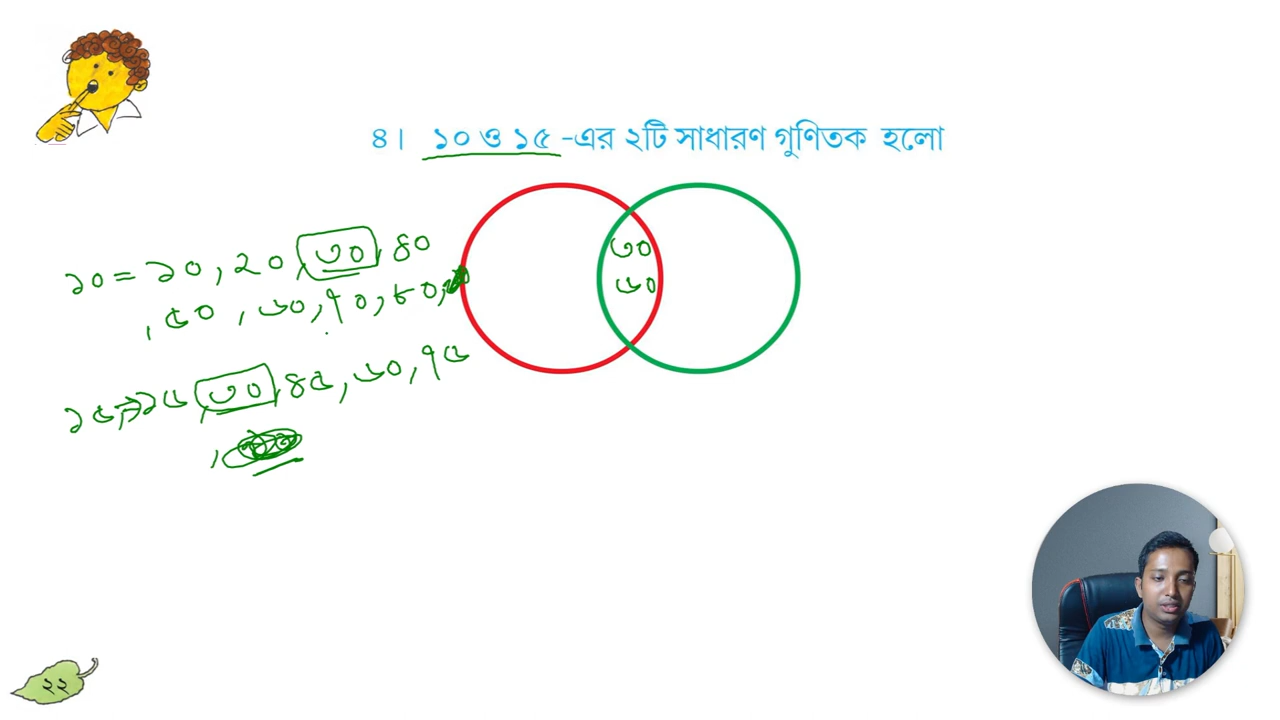 ৪। ১০ ও ১৫ -এর ২টি সাধারণ গুণিতক হলো
১০ = ১০, ২০, ৩০, ৪০
, ৫০, ৬০, ৭০, ৮০,
৩০
৬০
১৫ ⇒ ১৫, ৩০, ৪৫, ৬০, ৭৫
,
২২